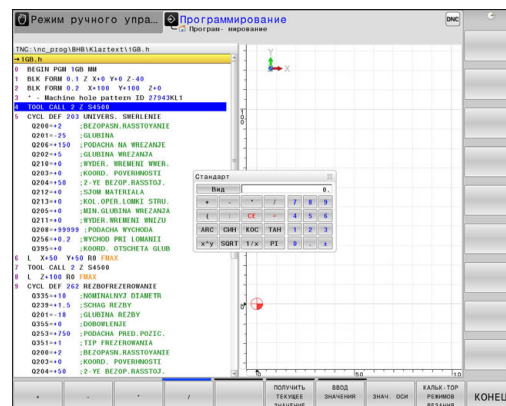 Режим ручного упра…
Программирование
Програм- мирование
DNC
TNC:\nc_prog\BHB\Klartext\1GB.h
→1GB.h
0 BEGIN PGM 1GB MM
1 BLK FORM 0.1 Z X+0 Y+0 Z-40
2 BLK FORM 0.2 X+100 Y+100 Z+0
3 * - Machine hole pattern ID 27943KL1
4 TOOL CALL 2 Z S4500
5 CYCL DEF 203 UNIVERS. SWERLENIE
Q200=+2 ;BEZOPASN.RASSTOYANIE
Q201=-25 ;GLUBINA
Q206=+150 ;PODACHA NA WREZANJE
Q202=+5 ;GLUBINA WREZANJA
Q210=+0 ;WYDER. WREMENI WWER.
Q203=+0 ;KOORD. POVERHNOSTI
Q204=+50 ;2-YE BEZOP.RASSTOJ.
Q212=+0 ;SJOM MATERIALA
Q213=+0 ;KOL.OPER.LOMKI STRU.
Q205=+0 ;MIN.GLUBINA WREZANJA
Q211=+0 ;WYDER.WREMENI WNIZU
Q208=+99999 ;PODACHA WYCHODA
Q256=+0.2 ;WYCHOD PRI LOMANII
Q395=+0 ;KOORD. OTSCHETA GLUB
6 L X+50 Y+50 R0 FMAX
7 TOOL CALL 2 Z S4500
8 L Z+100 R0 FMAX
9 CYCL DEF 262 REZBOFREZEROWANIE
Q335=+10 ;NOMINALNYJ DIAMETR
Q239=+1.5 ;SCHAG REZBY
Q201=-18 ;GLUBINA REZBY
Q355=+0 ;DOBOWLENJE
Q253=+750 ;PODACHA PRED.POZIC.
Q351=+1 ;TIP FREZEROWANIA
Q200=+2 ;BEZOPASN.RASSTOYANIE
Q203=+0 ;KOORD. POVERHNOSTI
Q204=+50 ;2-YE BEZOP.RASSTOJ.
Y
X
100
0
0
50
10
Стандарт
Вид 0.
+ - * / 7 8 9
( ) CE = 4 5 6
ARC СИН КОС ТАН 1 2 3
x^y SQRT 1/x PI 0 . ±
+ - * /
ПОЛУЧИТЬ ТЕКУЩЕЕ ЗНАЧЕНИЕ
ВВОД ЗНАЧЕНИЯ
ЗНАЧ. ОСИ
КАЛЬК-ТОР РЕЖИМОВ РЕЗАНИЯ
КОНЕЦ